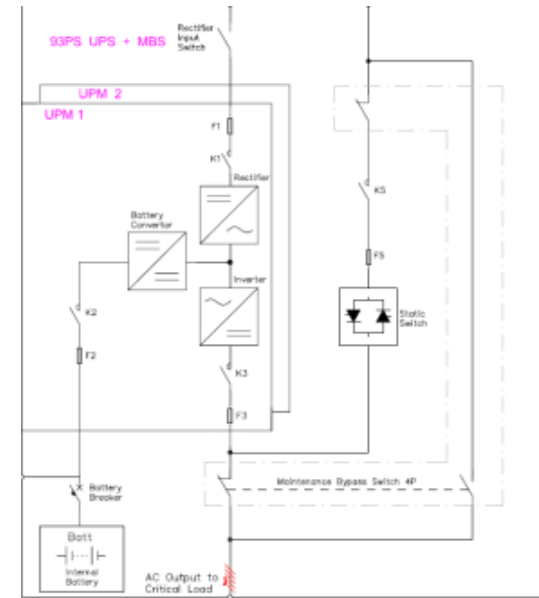 93PS UPS + MBS
Rectifier
Input
Switch
UPM 2
UPM 1
F1
K1
Rectifier
Battery
Convertor
K5
F5
Inverter
K2
Static
Switch
F2
K3
F3
Battery
Breaker
Maintenance Bypass Switch 4P
Batt
Internal
Battery
AC Output to
Critical Load